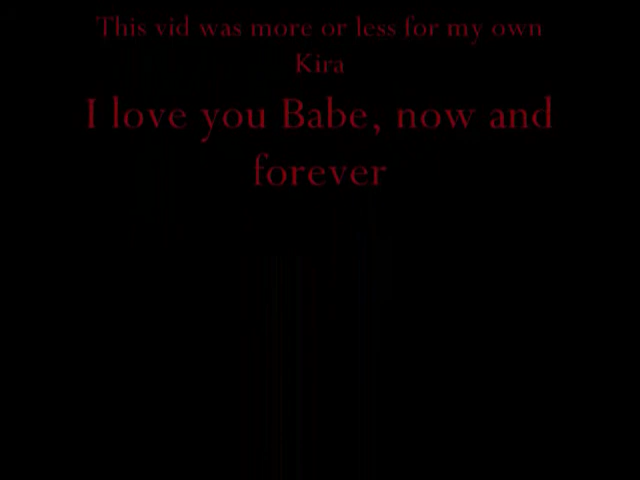 This vid was more or less for my own
Kira
I love you Babe, now and
forever